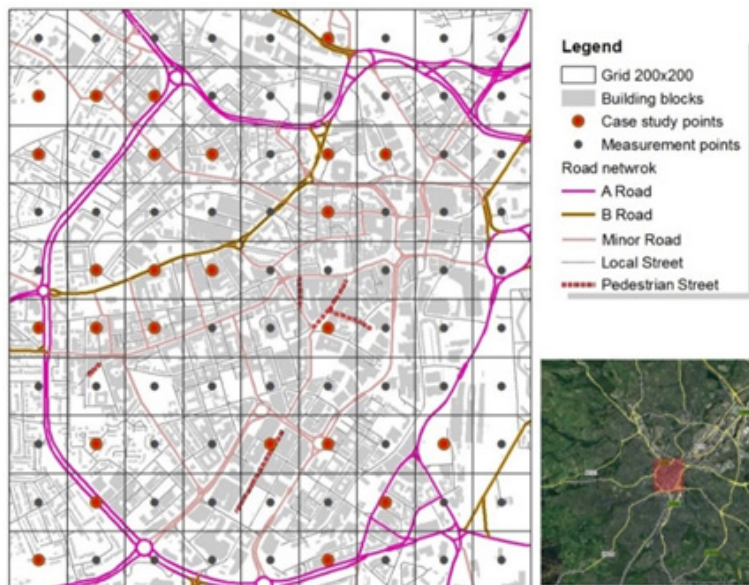 Legend
Grid 200x200
Building blocks
Case study points
Measurement points
Road netwrok
A Road
B Road
Minor Road
Local Street
Pedestrian Street